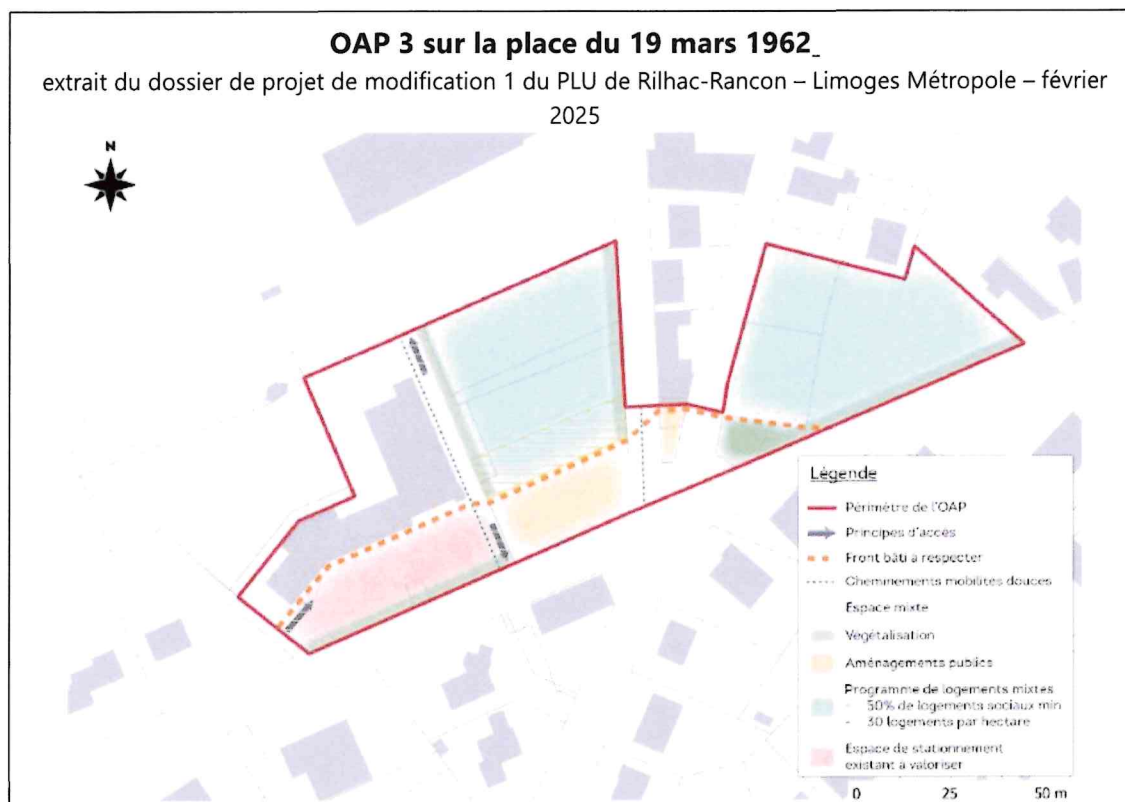 OAP 3 sur la place du 19 mars 1962
extrait du dossier de projet de modification 1 du PLU de Rilhac-Rancon – Limoges Métropole – février
2025
N
Légende
Périmètre de l'OAP
Principes d'accès
Front bâti a respecter
Cheminements mobilités douces
Espace mixte
Végétalisation
Aménagements publics
Programme de logements mixtes
- 50% de logements sociaux min
- 30 logements par hectare
Espace de stationnement
existant a valoriser
0 25 50 m